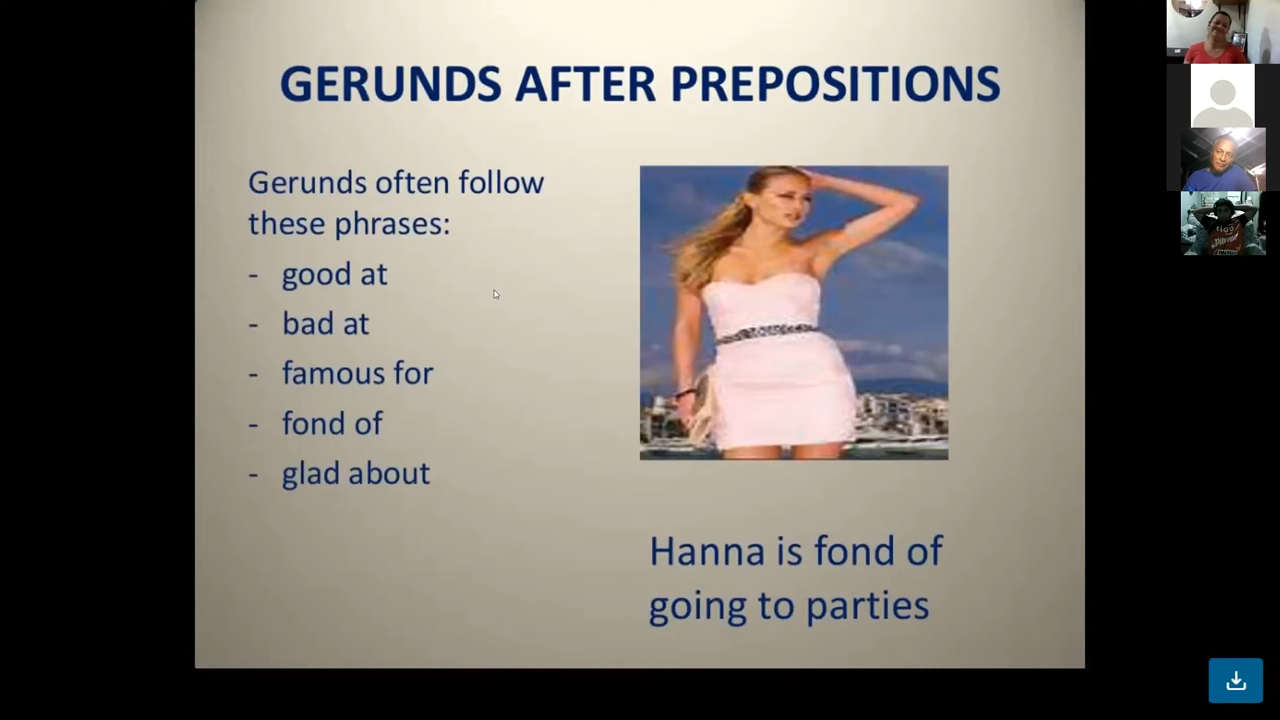 GERUNDS AFTER PREPOSITIONS
Gerunds often follow
these phrases:
- good at
- bad at
- famous for
- fond of
- glad about
Hanna is fond of
going to parties
tigo